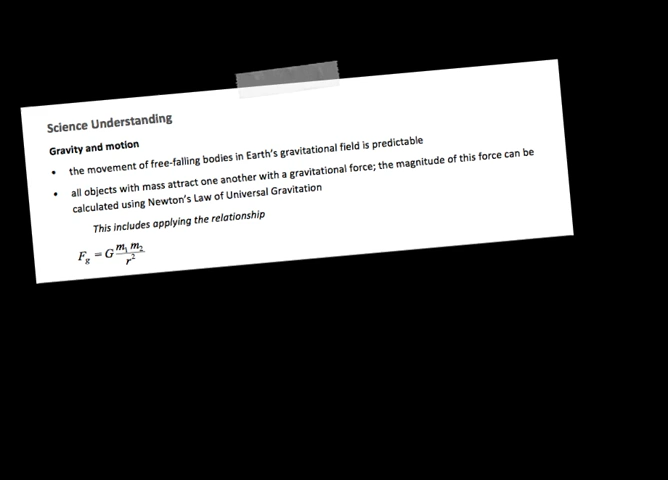 Science Understanding
Gravity and motion
• the movement of free-falling bodies in Earth's gravitational field is predictable
• all objects with mass attract one another with a gravitational force; the magnitude of this force can be
calculated using Newton's Law of Universal Gravitation
This includes applying the relationship
F_g = G m₁ m₂ / r²